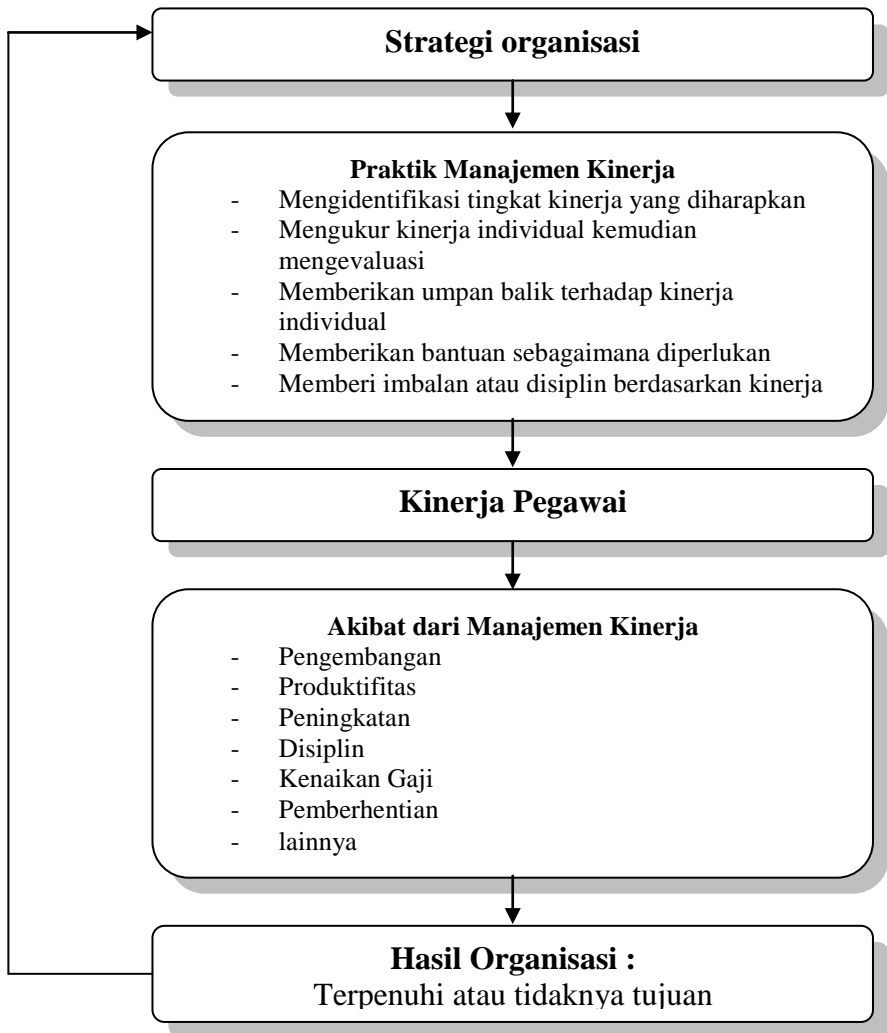 Strategi organisasi
Praktik Manajemen Kinerja
- Mengidentifikasi tingkat kinerja yang diharapkan
- Mengukur kinerja individual kemudian
mengevaluasi
- Memberikan umpan balik terhadap kinerja
individual
- Memberikan bantuan sebagaimana diperlukan
- Memberi imbalan atau disiplin berdasarkan kinerja
Kinerja Pegawai
Akibat dari Manajemen Kinerja
- Pengembangan
- Produktifitas
- Peningkatan
- Disiplin
- Kenaikan Gaji
- Pemberhentian
- lainnya
Hasil Organisasi :
Terpenuhi atau tidaknya tujuan